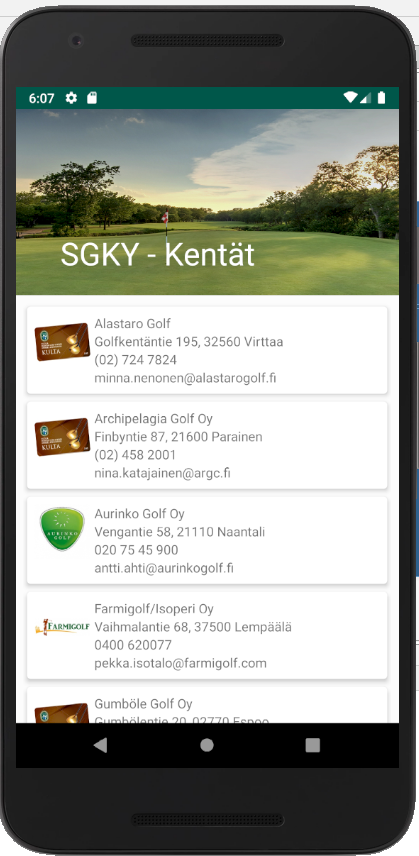 6:07
SGKY - Kentät
Alastaro Golf
Golfkentäntie 195, 32560 Virttaa
(02) 724 7824
minna.nenonen@alastarogolf.fi
KULTA
Archipelagia Golf Oy
Finbyntie 87, 21600 Parainen
(02) 458 2001
nina.katajainen@argc.fi
KULTA
Aurinko Golf Oy
Vengantie 58, 21110 Naantali
020 75 45 900
antti.ahti@aurinkogolf.fi
AURINKO
GOLF
Farmigolf/Isoperi Oy
Vaihmalantie 68, 37500 Lempäälä
0400 620077
pekka.isotalo@farmigolf.com
FARMIGOLF
Gumböle Golf Oy
Gumbölentie 20, 02770 Espoo